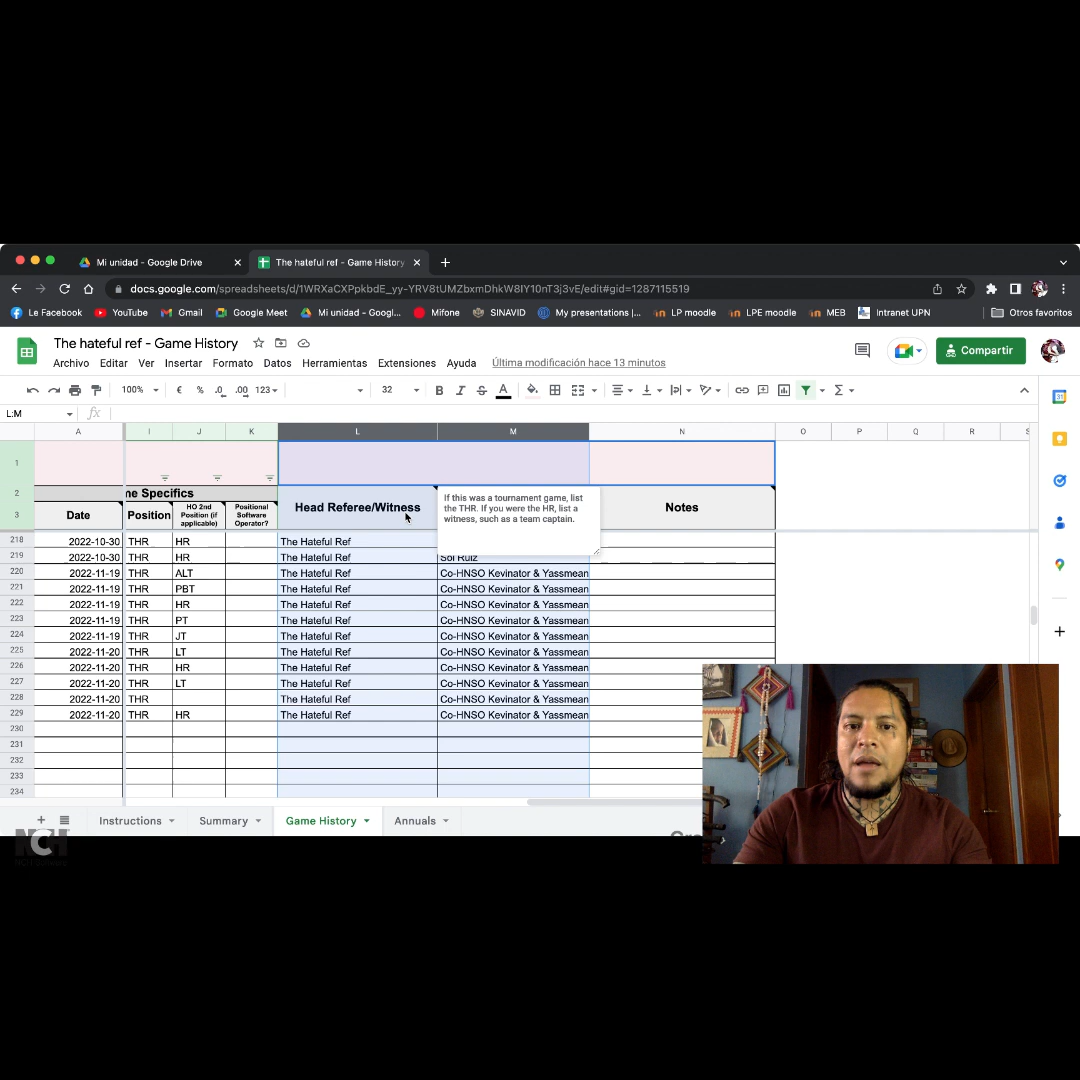 Mi unidad - Google Drive
The hateful ref - Game History
docs.google.com/spreadsheets/d/1WRXaCXPpkbdE_yy-YRV8tUMZbxmDhkW8IY10nT3j3vE/edit#gid=1287115519
Le Facebook YouTube Gmail Google Meet Mi unidad - Googl... Mifone SINAVID My presentations |... LP moodle LPE moodle MEB Intranet UPN Otros favoritos
The hateful ref - Game History
Archivo Editar Ver Insertar Formato Datos Herramientas Extensiones Ayuda Última modificación hace 13 minutos
Compartir
100% € % .0 .00 123 32 B I S A
L:M fx
A I J K L M N O P Q R S
1
2 me Specifics
3 Date Position HO 2nd Position (if applicable) Positional Software Operator? Head Referee/Witness Notes
If this was a tournament game, list
the THR. If you were the HR, list a
witness, such as a team captain.
218 2022-10-30 THR HR The Hateful Ref
219 2022-10-30 THR HR The Hateful Ref Sol Ruiz
220 2022-11-19 THR ALT The Hateful Ref Co-HNSO Kevinator & Yassmean
221 2022-11-19 THR PBT The Hateful Ref Co-HNSO Kevinator & Yassmean
222 2022-11-19 THR HR The Hateful Ref Co-HNSO Kevinator & Yassmean
223 2022-11-19 THR PT The Hateful Ref Co-HNSO Kevinator & Yassmean
224 2022-11-19 THR JT The Hateful Ref Co-HNSO Kevinator & Yassmean
225 2022-11-20 THR LT The Hateful Ref Co-HNSO Kevinator & Yassmean
226 2022-11-20 THR HR The Hateful Ref Co-HNSO Kevinator & Yassmean
227 2022-11-20 THR LT The Hateful Ref Co-HNSO Kevinator & Yassmean
228 2022-11-20 THR The Hateful Ref Co-HNSO Kevinator & Yassmean
229 2022-11-20 THR HR The Hateful Ref Co-HNSO Kevinator & Yassmean
230
231
232
233
234
Instructions Summary Game History Annuals
NCH